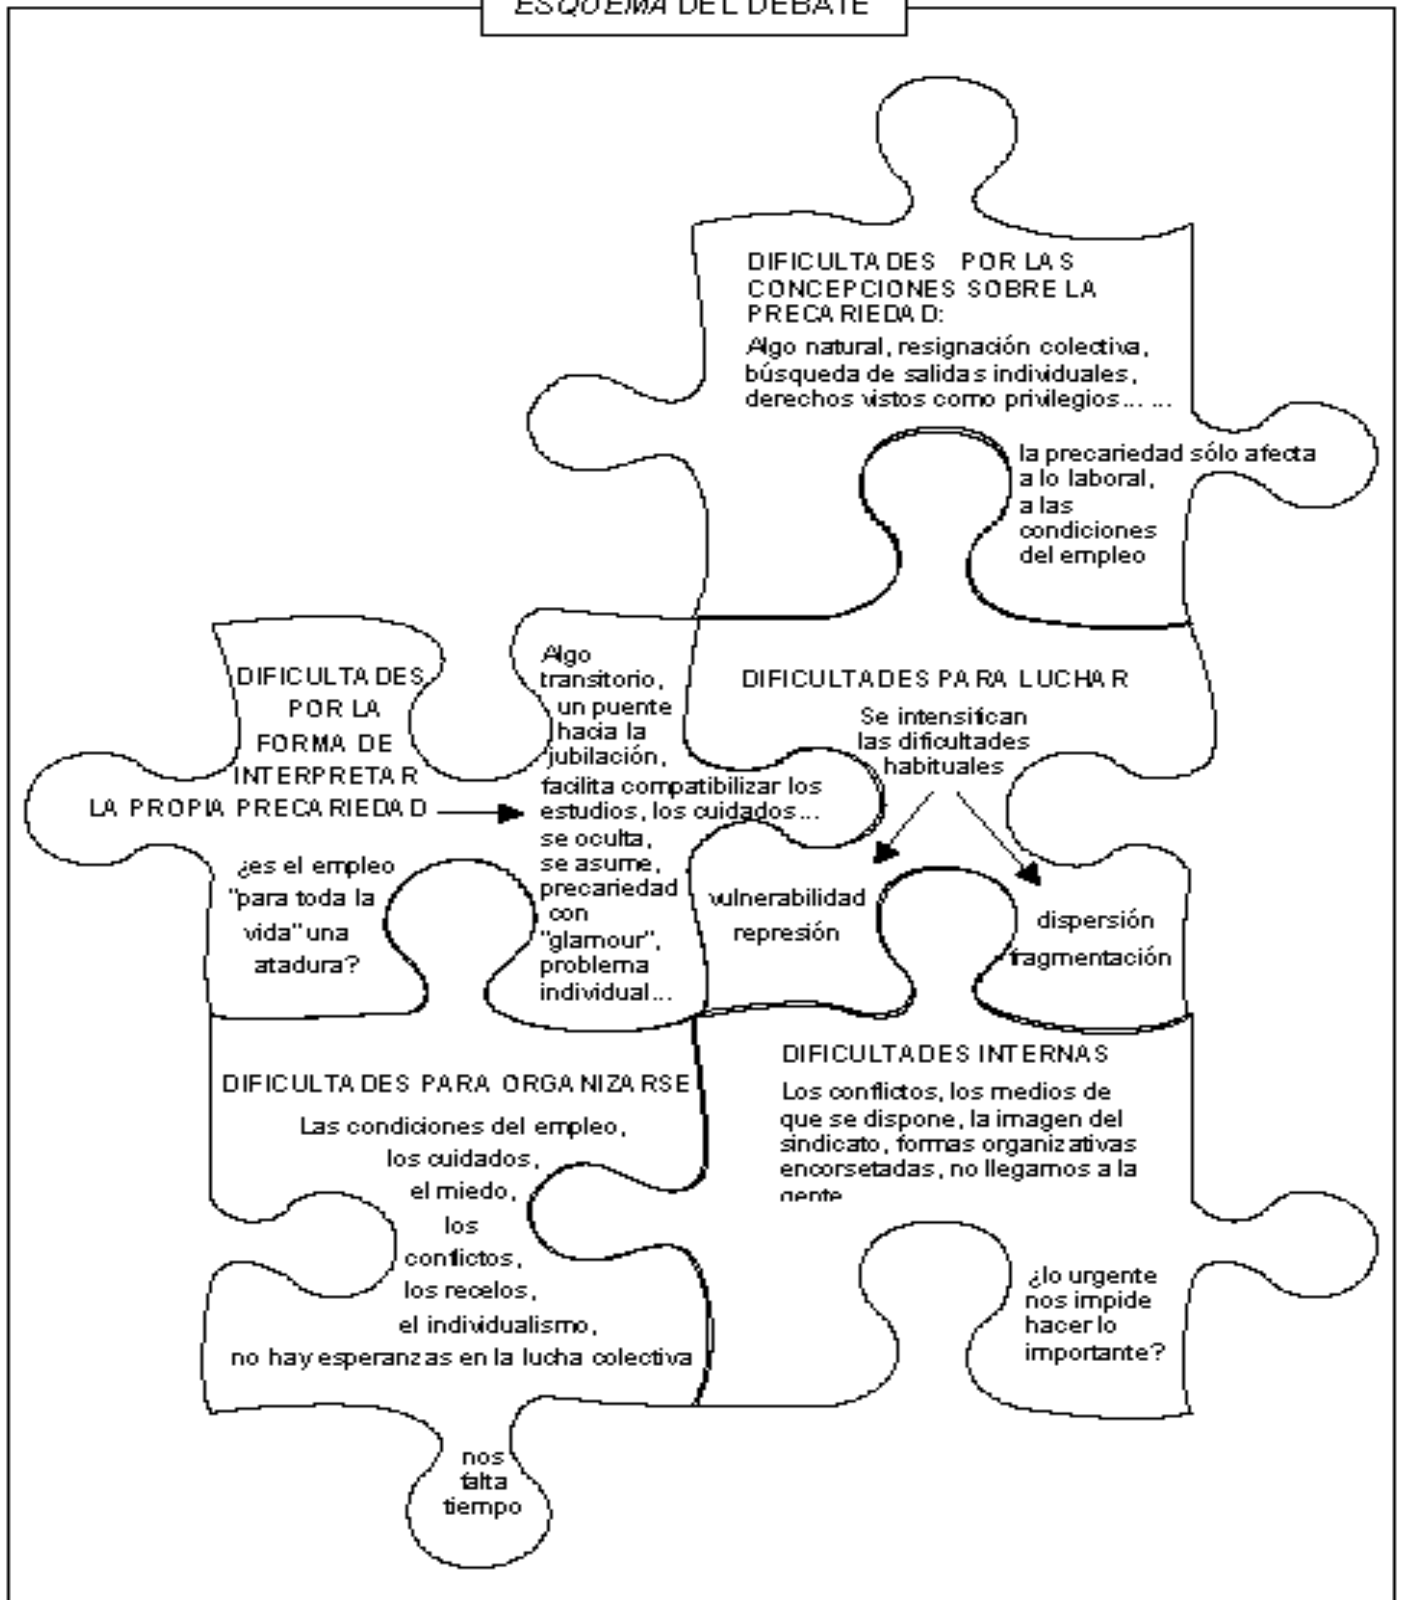 ESQUEMA DEL DEBATE
DIFICULTADES POR LAS
CONCEPCIONES SOBRE LA
PRECARIEDAD:
Algo natural, resignación colectiva,
búsqueda de salidas individuales,
derechos vistos como privilegios... ...
la precariedad sólo afecta
a lo laboral,
a las
condiciones
del empleo
DIFICULTADES
POR LA
FORMA DE
INTERPRETAR
LA PROPIA PRECARIEDAD
¿es el empleo
"para toda la
vida" una
atadura?
Algo
transitorio,
un puente
hacia la
jubilación,
facilita compatibilizar los
estudios, los cuidados...
se oculta,
se asume,
precariedad
con
"glamour",
problema
individual...
DIFICULTADES PARA LUCHAR
Se intensifican
las dificultades
habituales
vulnerabilidad
represión
dispersión
fragmentación
DIFICULTADES PARA ORGANIZARSE
Las condiciones del empleo,
los cuidados,
el miedo,
los
conflictos,
los recelos,
el individualismo,
no hay esperanzas en la lucha colectiva
nos
falta
tiempo
DIFICULTADES INTERNAS
Los conflictos, los medios de
que se dispone, la imagen del
sindicato, formas organizativas
encorsetadas, no llegamos a la
gente
¿lo urgente
nos impide
hacer lo
importante?